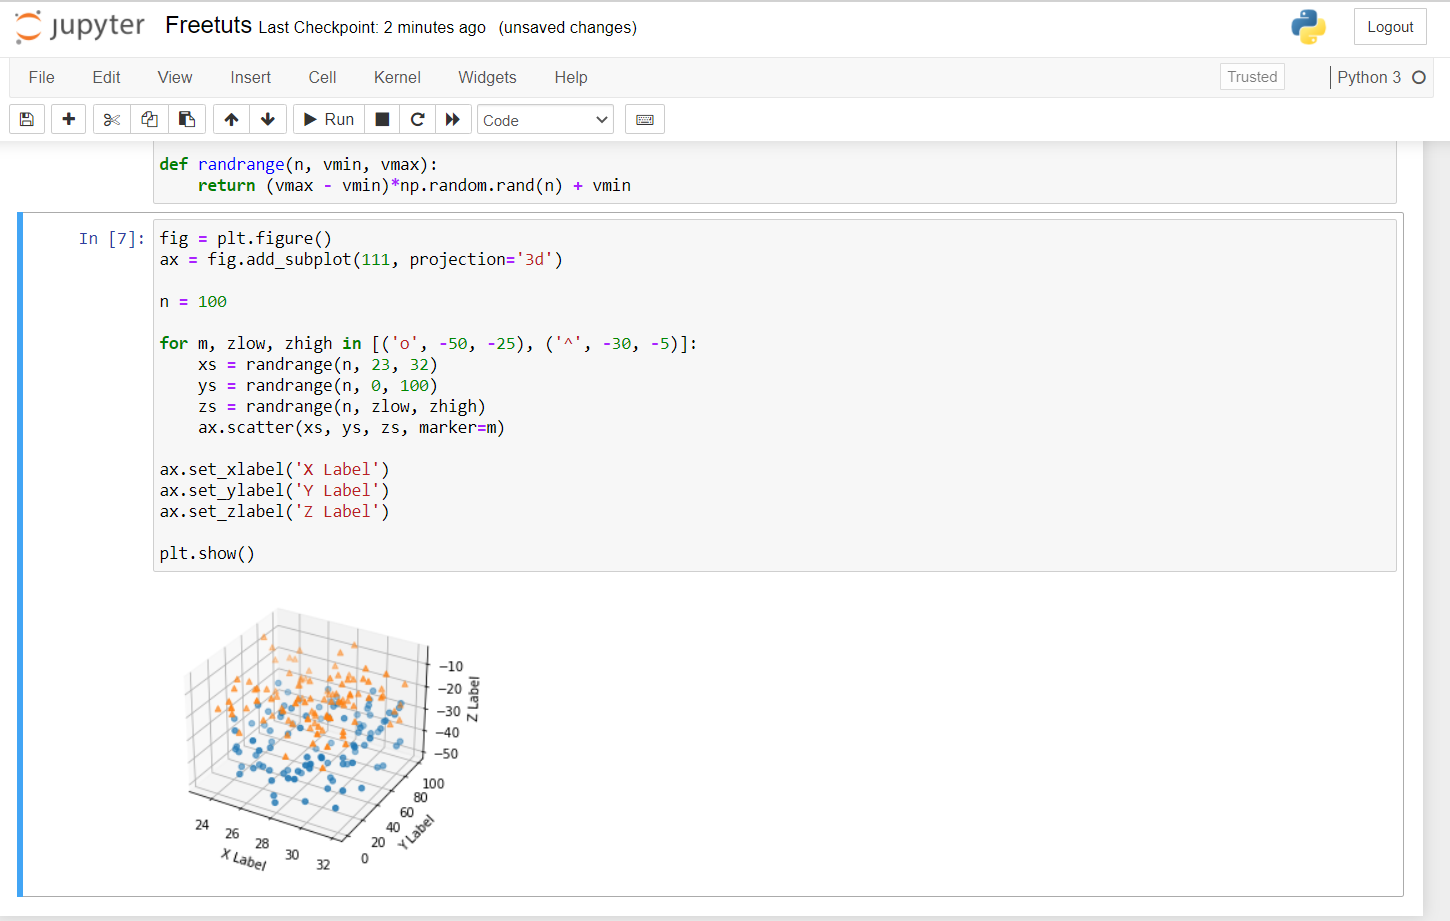 jupyter Freetuts Last Checkpoint: 2 minutes ago (unsaved changes)
Logout
File Edit View Insert Cell Kernel Widgets Help
Trusted
Python 3
Run
Code
def randrange(n, vmin, vmax):
    return (vmax - vmin)*np.random.rand(n) + vmin
In [7]:
fig = plt.figure()
ax = fig.add_subplot(111, projection='3d')
n = 100
for m, zlow, zhigh in [('o', -50, -25), ('^', -30, -5)]:
    xs = randrange(n, 23, 32)
    ys = randrange(n, 0, 100)
    zs = randrange(n, zlow, zhigh)
    ax.scatter(xs, ys, zs, marker=m)
ax.set_xlabel('X Label')
ax.set_ylabel('Y Label')
ax.set_zlabel('Z Label')
plt.show()
−10
−20
−30
−40
−50
Z Label
100
80
60
40
20
0
Y Label
24
26
28
30
32
X Label